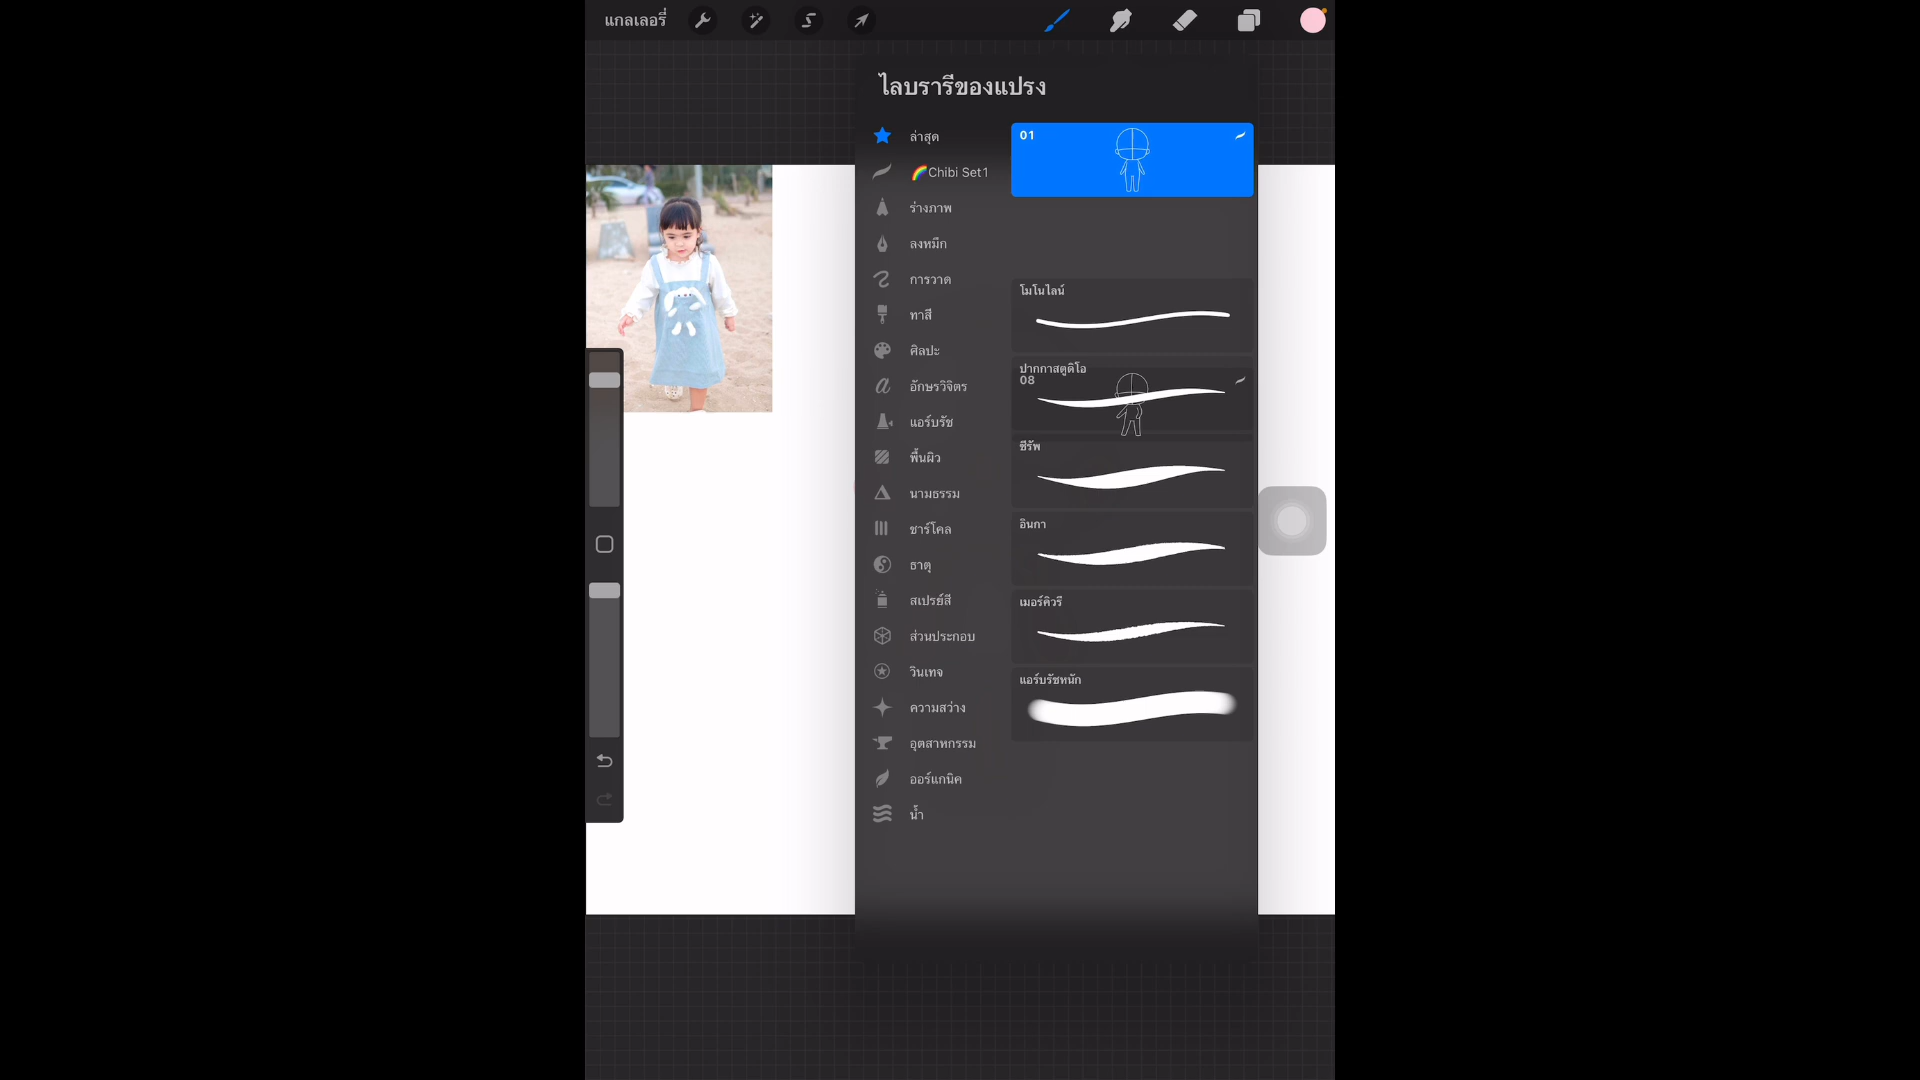 แกลเลอรี่
ไลบรารีของแปรง
ล่าสุด
Chibi Set1
ร่างภาพ
ลงหมึก
การวาด
ทาสี
ศิลปะ
อักษรวิจิตร
แอร์บรัช
พื้นผิว
นามธรรม
ชาร์โคล
ธาตุ
สเปรย์สี
ส่วนประกอบ
วินเทจ
ความสว่าง
อุตสาหกรรม
ออร์แกนิค
น้ำ
01
โมโนไลน์
ปากกาสตูดิโอ
08
ซีรัพ
อินกา
เมอร์คิวรี
แอร์บรัชหนัก